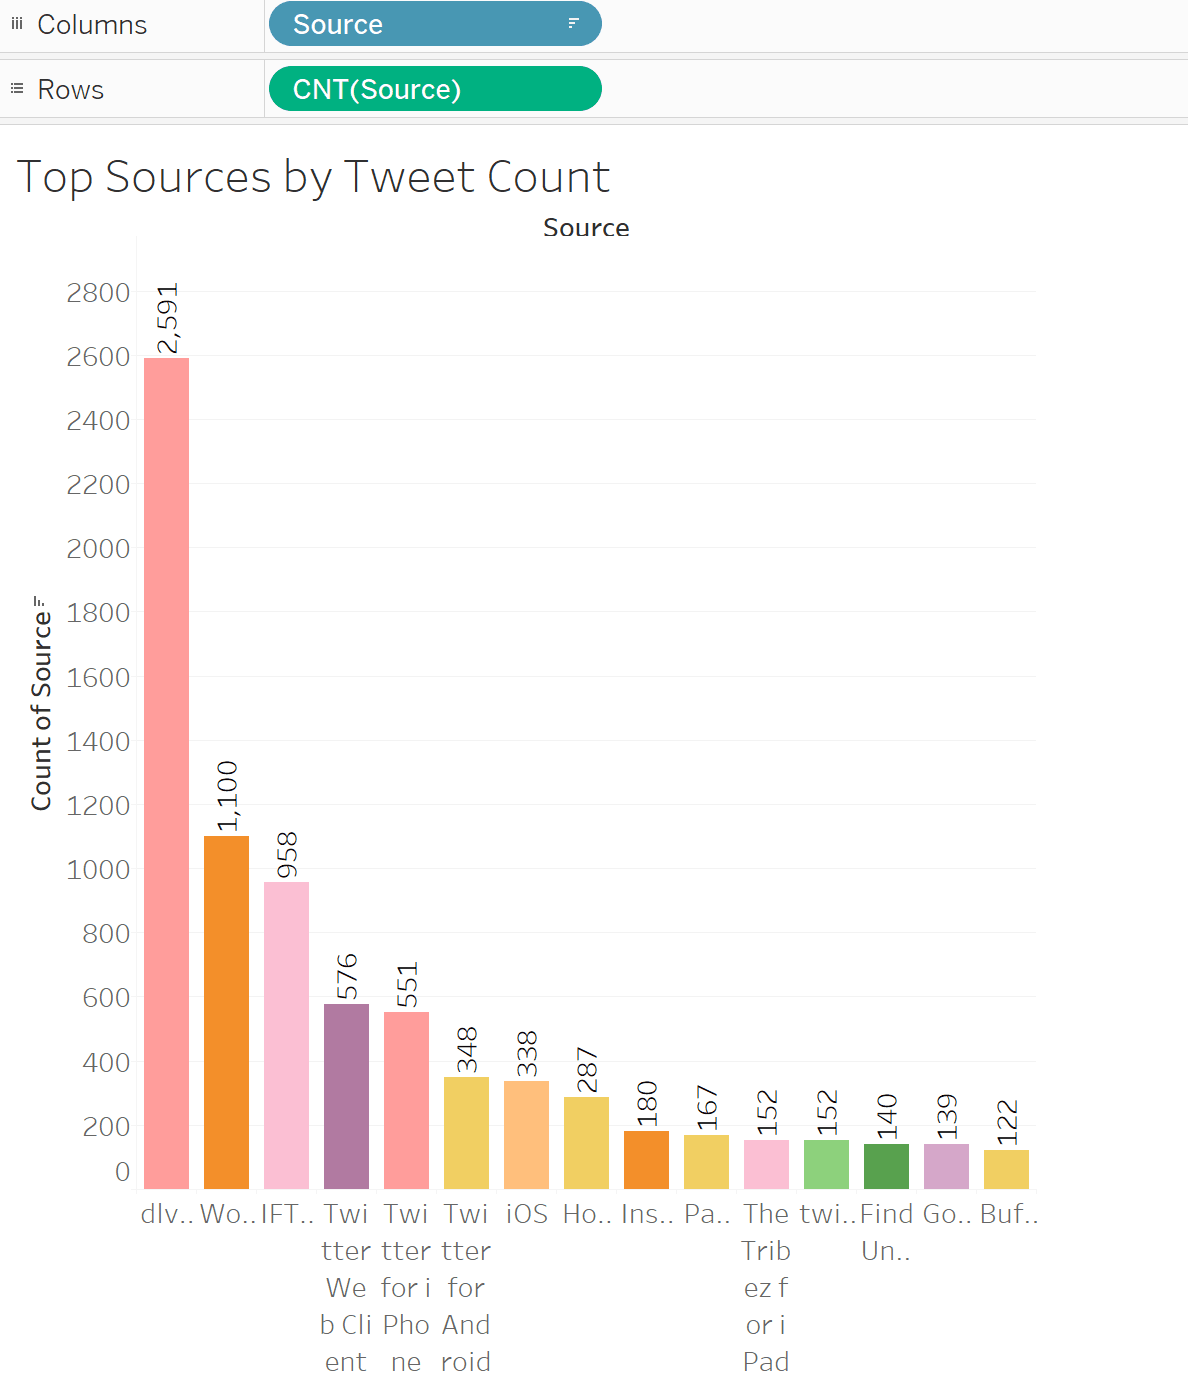 Columns
Source
Rows
CNT(Source)
Top Sources by Tweet Count
Source
2800
2600
2400
2200
2000
1800
1600
1400
1200
1000
800
600
400
200
0
Count of Source
2,591
1,100
958
576
551
348
338
287
180
167
152
152
140
139
122
dlv..
Wo..
IFT..
Twi
tter
We
b Cli
ent
Twi
tter
for i
Pho
ne
Twi
tter
for
And
roid
iOS
Ho..
Ins..
Pa..
The
Trib
ez f
or i
Pad
twi..
Find
Un..
Go..
Buf..